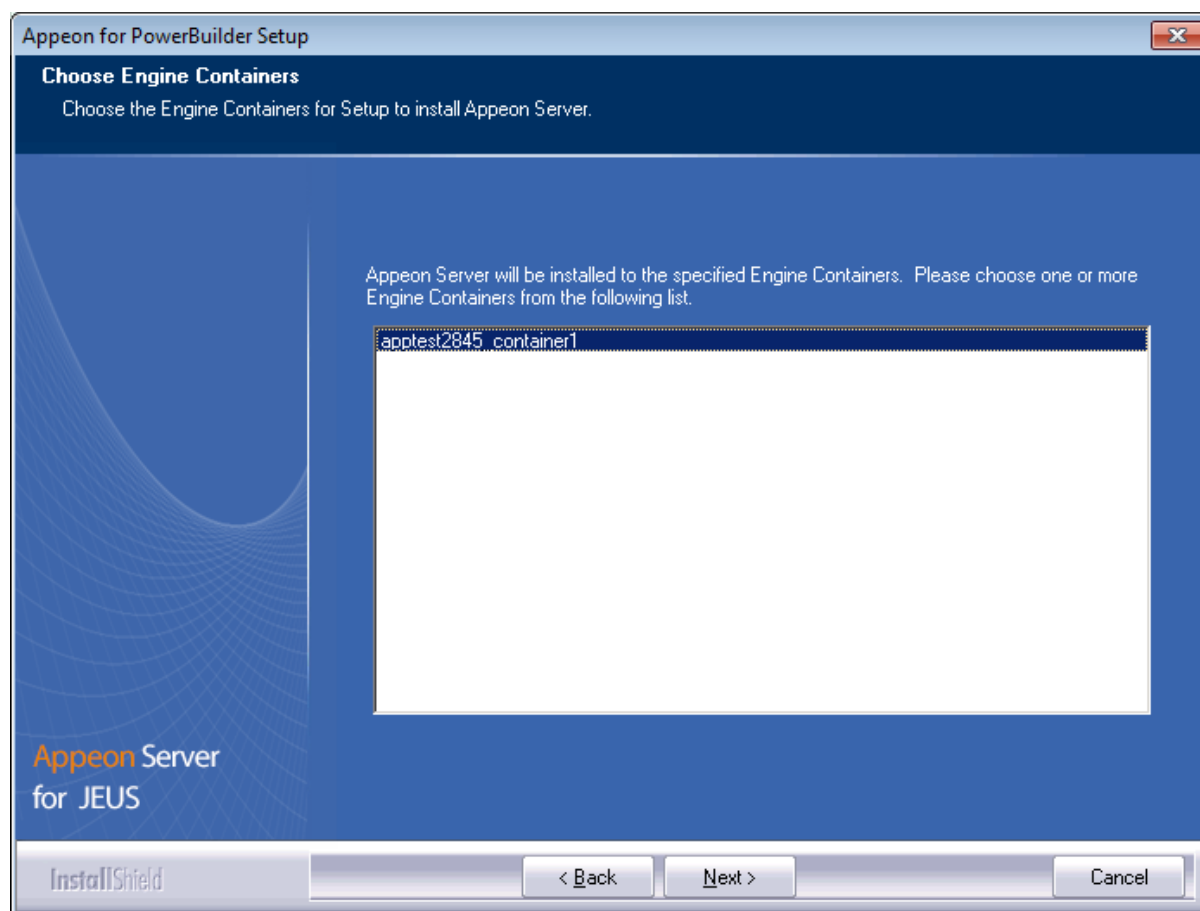 Appeon for PowerBuilder Setup
Choose Engine Containers
Choose the Engine Containers for Setup to install Appeon Server.
Appeon Server will be installed to the specified Engine Containers.  Please choose one or more
Engine Containers from the following list.
apptest2845_container1
Appeon Server
for JEUS
InstallShield
< Back
Next >
Cancel